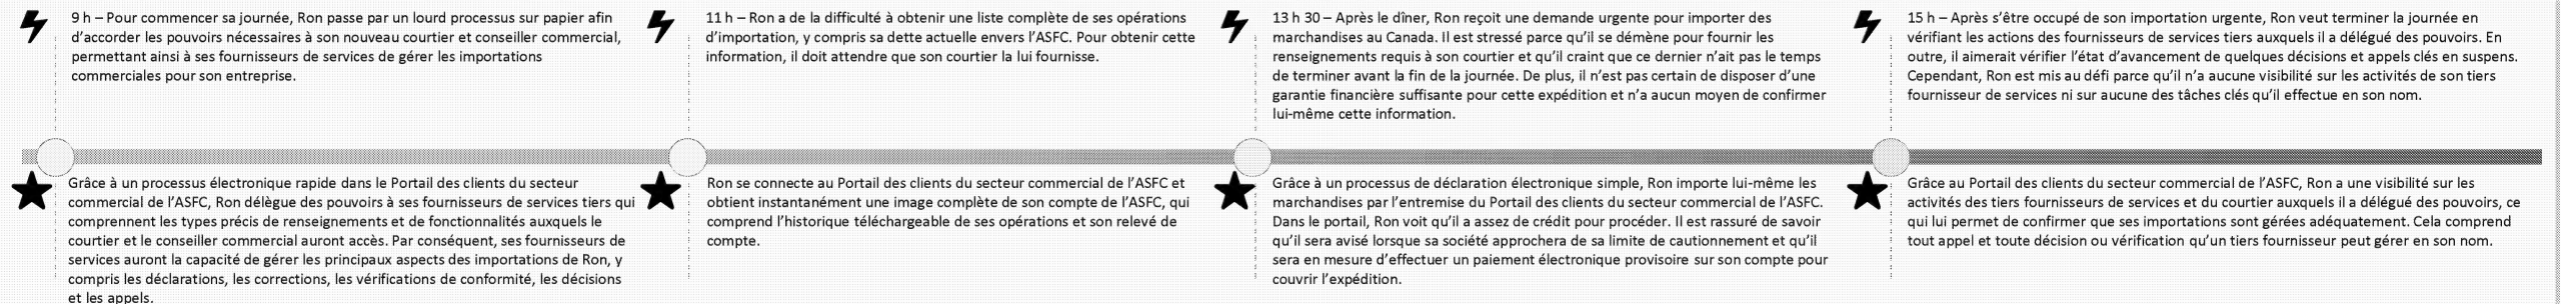 9 h – Pour commencer sa journée, Ron passe par un lourd processus sur papier afin
d’accorder les pouvoirs nécessaires à son nouveau courtier et conseiller commercial,
permettant ainsi à ses fournisseurs de services de gérer les importations
commerciales pour son entreprise.
11 h – Ron a de la difficulté à obtenir une liste complète de ses opérations
d’importation, y compris sa dette actuelle envers l’ASFC. Pour obtenir cette
information, il doit attendre que son courtier la lui fournisse.
13 h 30 – Après le dîner, Ron reçoit une demande urgente pour importer des
marchandises au Canada. Il est stressé parce qu’il se démène pour fournir les
renseignements requis à son courtier et qu’il craint que ce dernier n’ait pas le temps
de terminer avant la fin de la journée. De plus, il n’est pas certain de disposer d’une
garantie financière suffisante pour cette expédition et n’a aucun moyen de confirmer
lui-même cette information.
15 h – Après s’être occupé de son importation urgente, Ron veut terminer la journée en
vérifiant les actions des fournisseurs de services tiers auxquels il a délégué des pouvoirs. En
outre, il aimerait vérifier l’état d’avancement de quelques décisions et appels clés en suspens.
Cependant, Ron est mis au défi parce qu’il n’a aucune visibilité sur les activités de son tiers
fournisseur de services ni sur aucune des tâches clés qu’il effectue en son nom.
Grâce à un processus électronique rapide dans le Portail des clients du secteur
commercial de l’ASFC, Ron délègue des pouvoirs à ses fournisseurs de services tiers qui
comprennent les types précis de renseignements et de fonctionnalités auxquels le
courtier et le conseiller commercial auront accès. Par conséquent, ses fournisseurs de
services auront la capacité de gérer les principaux aspects des importations de Ron, y
compris les déclarations, les corrections, les vérifications de conformité, les décisions
et les appels.
Ron se connecte au Portail des clients du secteur commercial de l’ASFC et
obtient instantanément une image complète de son compte de l’ASFC, qui
comprend l’historique téléchargeable de ses opérations et son relevé de
compte.
Grâce à un processus de déclaration électronique simple, Ron importe lui-même les
marchandises par l’entremise du Portail des clients du secteur commercial de l’ASFC.
Dans le portail, Ron voit qu’il a assez de crédit pour procéder. Il est rassuré de savoir
qu’il sera avisé lorsque sa société approchera de sa limite de cautionnement et qu’il
sera en mesure d’effectuer un paiement électronique provisoire sur son compte pour
couvrir l’expédition.
Grâce au Portail des clients du secteur commercial de l’ASFC, Ron a une visibilité sur les
activités des tiers fournisseurs de services et du courtier auxquels il a délégué des pouvoirs, ce
qui lui permet de confirmer que ses importations sont gérées adéquatement. Cela comprend
tout appel et toute décision ou vérification qu’un tiers fournisseur peut gérer en son nom.